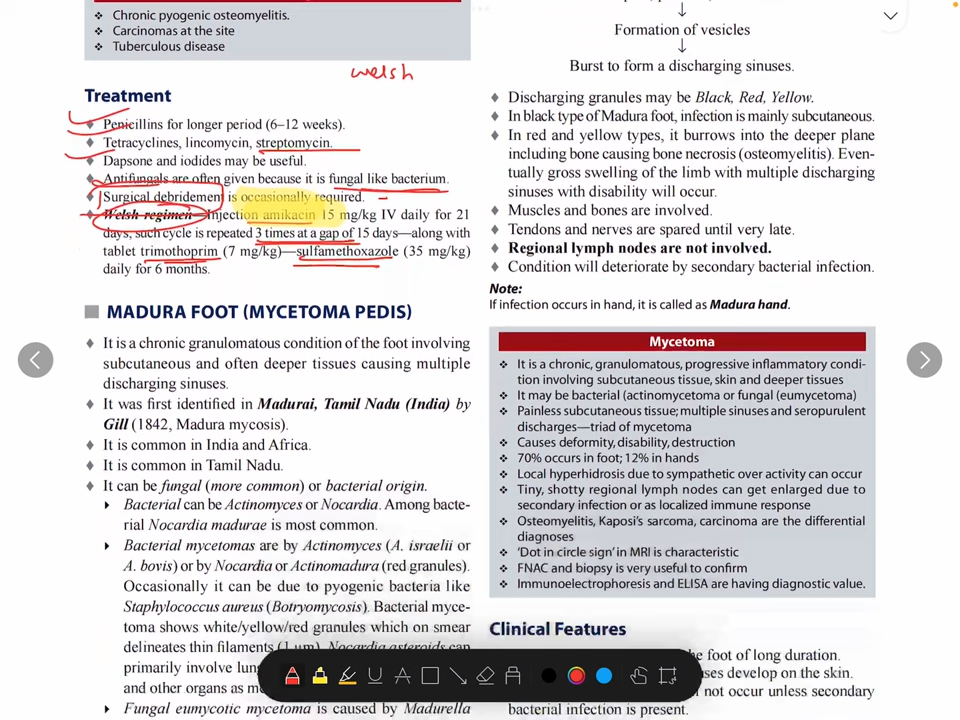 ❖ Chronic pyogenic osteomyelitis.
❖ Carcinomas at the site
❖ Tuberculous disease
welsh
Treatment
♦ Penicillins for longer period (6–12 weeks).
♦ Tetracyclines, lincomycin, streptomycin.
♦ Dapsone and iodides may be useful.
♦ Antifungals are often given because it is fungal like bacterium.
♦ Surgical debridement is occasionally required.
♦ Welsh regimen—Injection amikacin 15 mg/kg IV daily for 21
days, such cycle is repeated 3 times at a gap of 15 days—along with
tablet trimothoprim (7 mg/kg)—sulfamethoxazole (35 mg/kg)
daily for 6 months.
MADURA FOOT (MYCETOMA PEDIS)
♦ It is a chronic granulomatous condition of the foot involving
subcutaneous and often deeper tissues causing multiple
discharging sinuses.
♦ It was first identified in Madurai, Tamil Nadu (India) by
Gill (1842, Madura mycosis).
♦ It is common in India and Africa.
♦ It is common in Tamil Nadu.
♦ It can be fungal (more common) or bacterial origin.
Bacterial can be Actinomyces or Nocardia. Among bacte-
rial Nocardia madurae is most common.
Bacterial mycetomas are by Actinomyces (A. israelii or
A. bovis) or by Nocardia or Actinomadura (red granules).
Occasionally it can be due to pyogenic bacteria like
Staphylococcus aureus (Botryomycosis). Bacterial myce-
toma shows white/yellow/red granules which on smear
delineates thin filaments (1 µm). Nocardia asteroids can
primarily involve
and other organs as
Fungal eumycotic mycetoma is caused by Madurella
↓
Formation of vesicles
↓
Burst to form a discharging sinuses.
♦ Discharging granules may be Black, Red, Yellow.
♦ In black type of Madura foot, infection is mainly subcutaneous.
♦ In red and yellow types, it burrows into the deeper plane
including bone causing bone necrosis (osteomyelitis). Even-
tually gross swelling of the limb with multiple discharging
sinuses with disability will occur.
♦ Muscles and bones are involved.
♦ Tendons and nerves are spared until very late.
♦ Regional lymph nodes are not involved.
♦ Condition will deteriorate by secondary bacterial infection.
Note:
If infection occurs in hand, it is called as Madura hand.
Mycetoma
❖ It is a chronic, granulomatous, progressive inflammatory condi-
tion involving subcutaneous tissue, skin and deeper tissues
❖ It may be bacterial (actinomycetoma or fungal (eumycetoma)
❖ Painless subcutaneous tissue; multiple sinuses and seropurulent
discharges—triad of mycetoma
❖ Causes deformity, disability, destruction
❖ 70% occurs in foot; 12% in hands
❖ Local hyperhidrosis due to sympathetic over activity can occur
❖ Tiny, shotty regional lymph nodes can get enlarged due to
secondary infection or as localized immune response
❖ Osteomyelitis, Kaposi's sarcoma, carcinoma are the differential
diagnoses
❖ 'Dot in circle sign' in MRI is characteristic
❖ FNAC and biopsy is very useful to confirm
❖ Immunoelectrophoresis and ELISA are having diagnostic value.
Clinical Features
foot of long duration.
develop on the skin.
not occur unless secondary
bacterial infection is present.